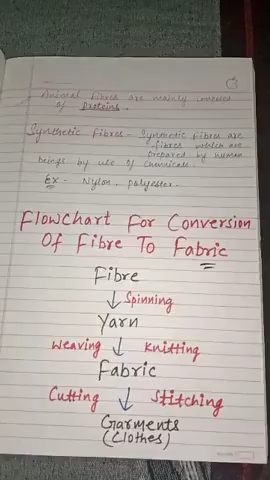 Animal fibres are mainly
of Proteins.
Synthetic Fibres - Synthetic Fibres are
fibres which are
prepared by human
beings by use of chemicals.
Ex - Nylon, Polyester.
Flowchart For Conversion
Of Fibre To Fabric
Fibre
↓ Spinning
Yarn
Weaving ↓ Knitting
Fabric
Cutting ↓ Stitching
Garments
(Clothes)